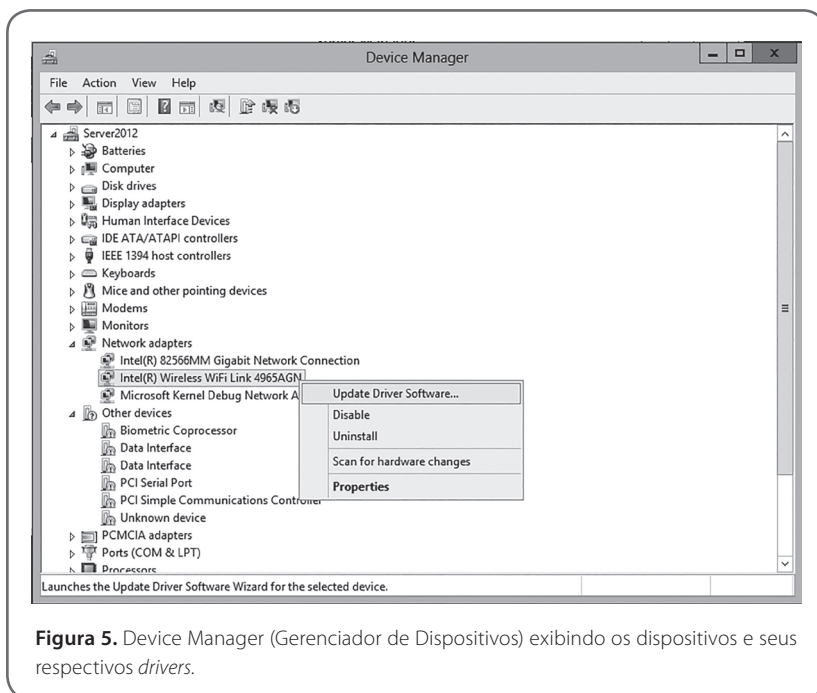 Device Manager
File Action View Help
Server2012
Batteries
Computer
Disk drives
Display adapters
Human Interface Devices
IDE ATA/ATAPI controllers
IEEE 1394 host controllers
Keyboards
Mice and other pointing devices
Modems
Monitors
Network adapters
Intel(R) 82566MM Gigabit Network Connection
Intel(R) Wireless WiFi Link 4965AGN
Microsoft Kernel Debug Network A
Update Driver Software...
Disable
Uninstall
Scan for hardware changes
Properties
Other devices
Biometric Coprocessor
Data Interface
Data Interface
PCI Serial Port
PCI Simple Communications Controller
Unknown device
PCMCIA adapters
Ports (COM & LPT)
Processors
Launches the Update Driver Software Wizard for the selected device.
Figura 5. Device Manager (Gerenciador de Dispositivos) exibindo os dispositivos e seus
respectivos drivers.